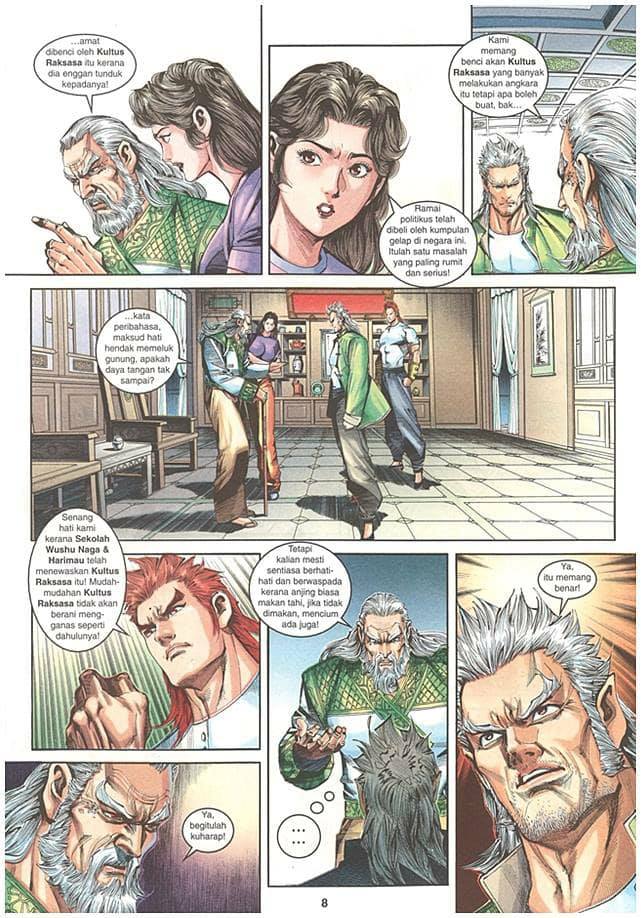 ...amat
dibenci oleh Kultus
Raksasa itu kerana
dia enggan tunduk
kepadanya!
Kami
memang
benci akan Kultus
Raksasa yang banyak
melakukan angkara
itu tetapi apa boleh
buat, bak...
Ramai
politikus telah
dibeli oleh kumpulan
gelap di negara ini.
Itulah satu masalah
yang paling rumit
dan serius!
...kata
peribahasa,
maksud hati
hendak memeluk
gunung, apakah
daya tangan tak
sampai?
Senang
hati kami
kerana Sekolah
Wushu Naga &
Harimau telah
menewaskan Kultus
Raksasa itu! Mudah-
mudahan Kultus
Raksasa tidak akan
berani meng-
ganas seperti
dahulunya!
Tetapi
kalian mesti
sentiasa berhati-
hati dan berwaspada
kerana anjing biasa
makan tahi, jika tidak
dimakan, mencium
ada juga!
Ya,
itu memang
benar!
Ya,
begitulah
kuharap!
...
...
8